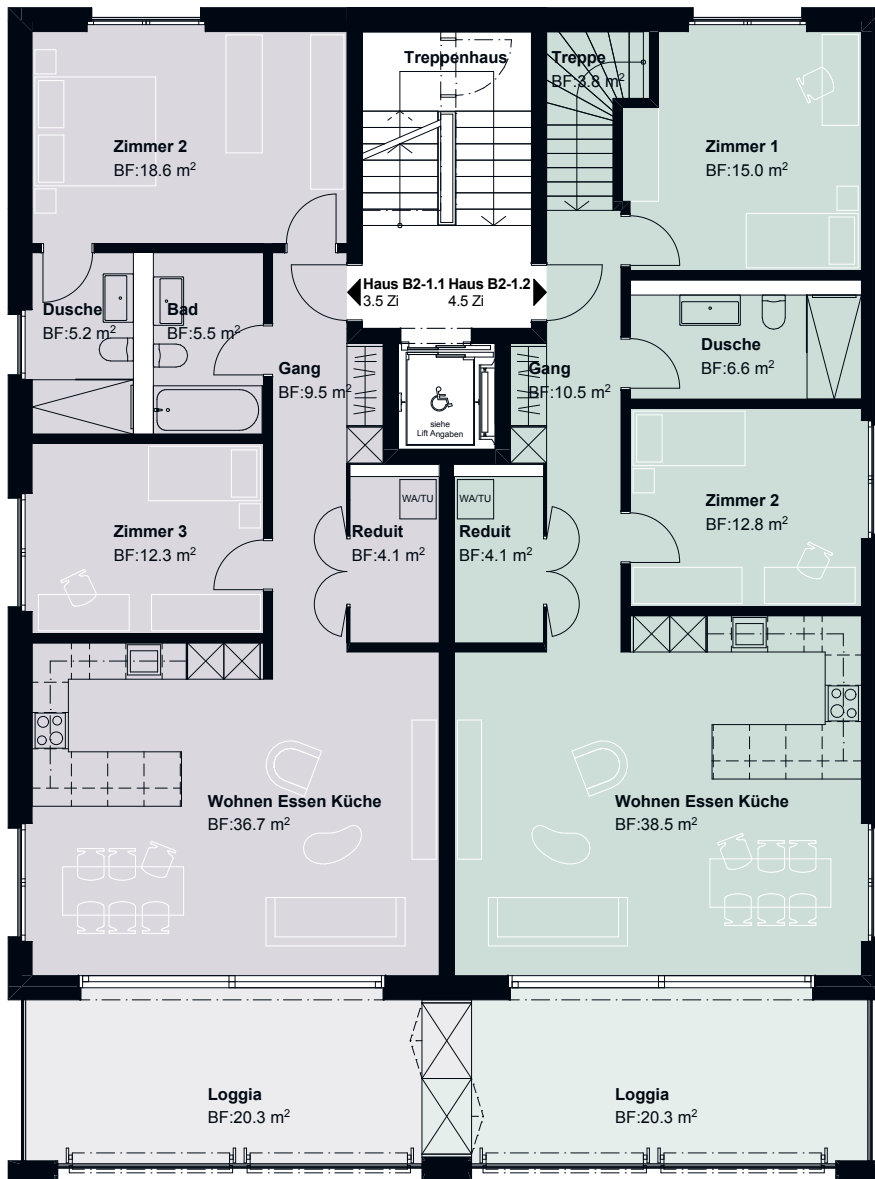 Treppenhaus
Treppe
BF:3.8 m²
Zimmer 2
BF:18.6 m²
Zimmer 1
BF:15.0 m²
Haus B2-1.1
3.5 Zi
Haus B2-1.2
4.5 Zi
Dusche
BF:5.2 m²
Bad
BF:5.5 m²
Gang
BF:9.5 m²
Gang
BF:10.5 m²
Dusche
BF:6.6 m²
siehe
Lift Angaben
Zimmer 3
BF:12.3 m²
WA/TU
Reduit
BF:4.1 m²
WA/TU
Reduit
BF:4.1 m²
Zimmer 2
BF:12.8 m²
Wohnen Essen Küche
BF:36.7 m²
Wohnen Essen Küche
BF:38.5 m²
Loggia
BF:20.3 m²
Loggia
BF:20.3 m²